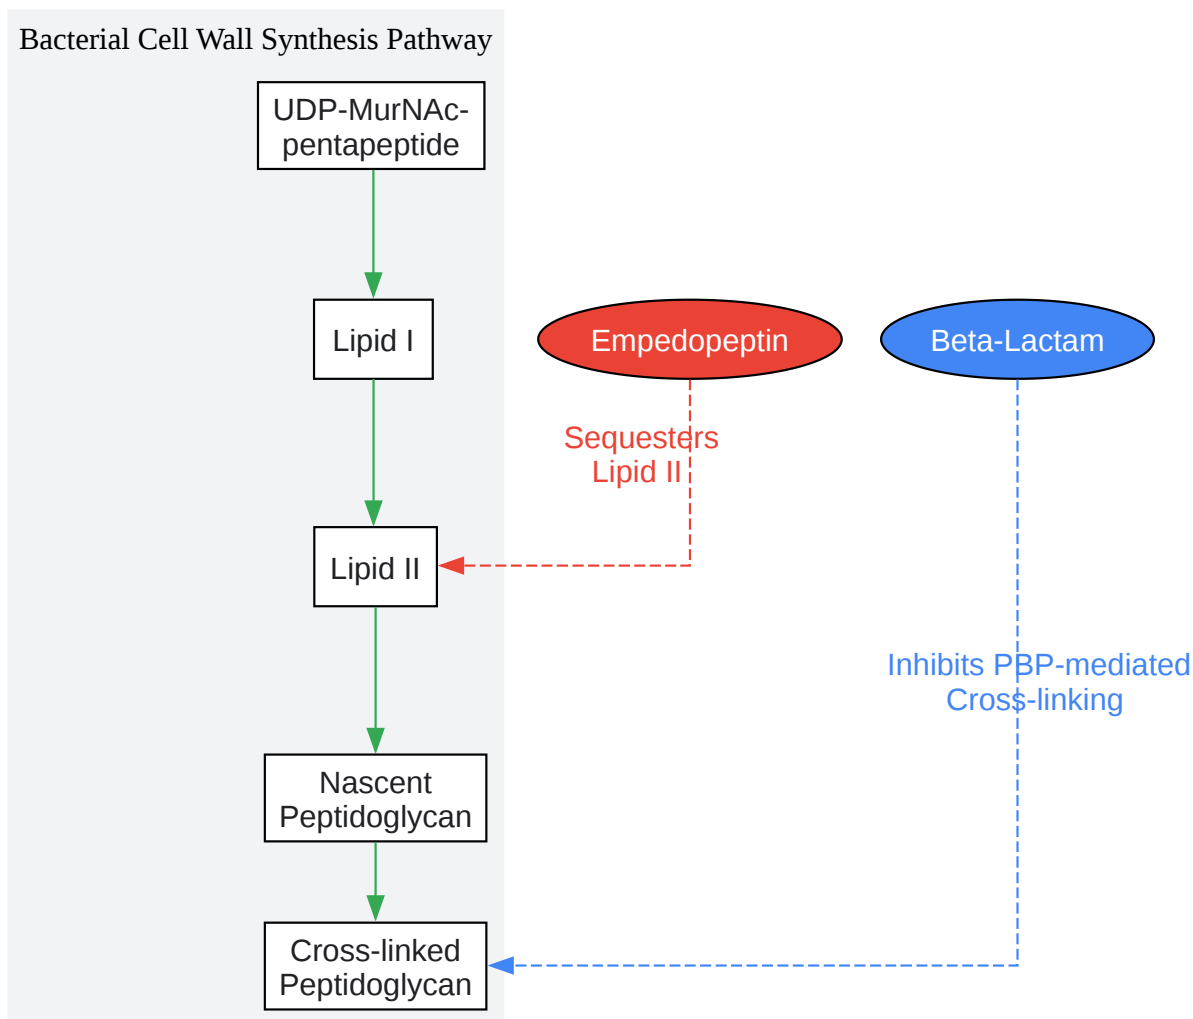 Bacterial Cell Wall Synthesis Pathway
UDP-MurNAc-
pentapeptide
Lipid I
Empedopeptin
Beta-Lactam
Sequesters
Lipid II
Lipid II
Inhibits PBP-mediated
Cross-linking
Nascent
Peptidoglycan
Cross-linked
Peptidoglycan